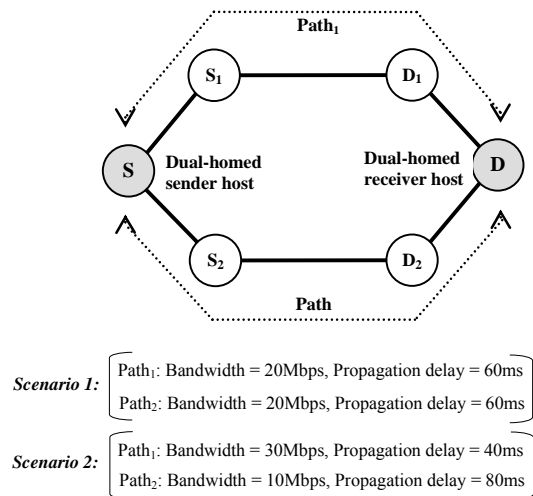 Path₁
S₁
D₁
S
Dual-homed
sender host
Dual-homed
receiver host
D
S₂
D₂
Path
Scenario 1:
Path₁: Bandwidth = 20Mbps, Propagation delay = 60ms
Path₂: Bandwidth = 20Mbps, Propagation delay = 60ms
Scenario 2:
Path₁: Bandwidth = 30Mbps, Propagation delay = 40ms
Path₂: Bandwidth = 10Mbps, Propagation delay = 80ms